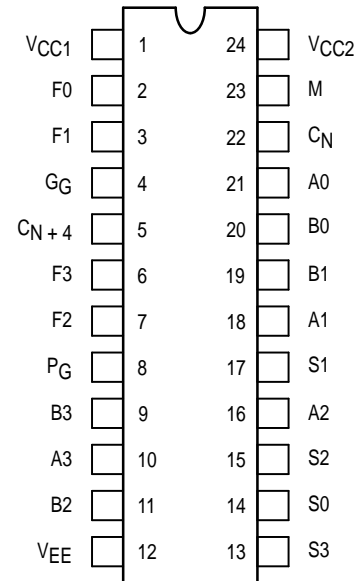 VCC1 1 24 VCC2
F0 2 23 M
F1 3 22 CN
GG 4 21 A0
CN + 4 5 20 B0
F3 6 19 B1
F2 7 18 A1
PG 8 17 S1
B3 9 16 A2
A3 10 15 S2
B2 11 14 S0
VEE 12 13 S3